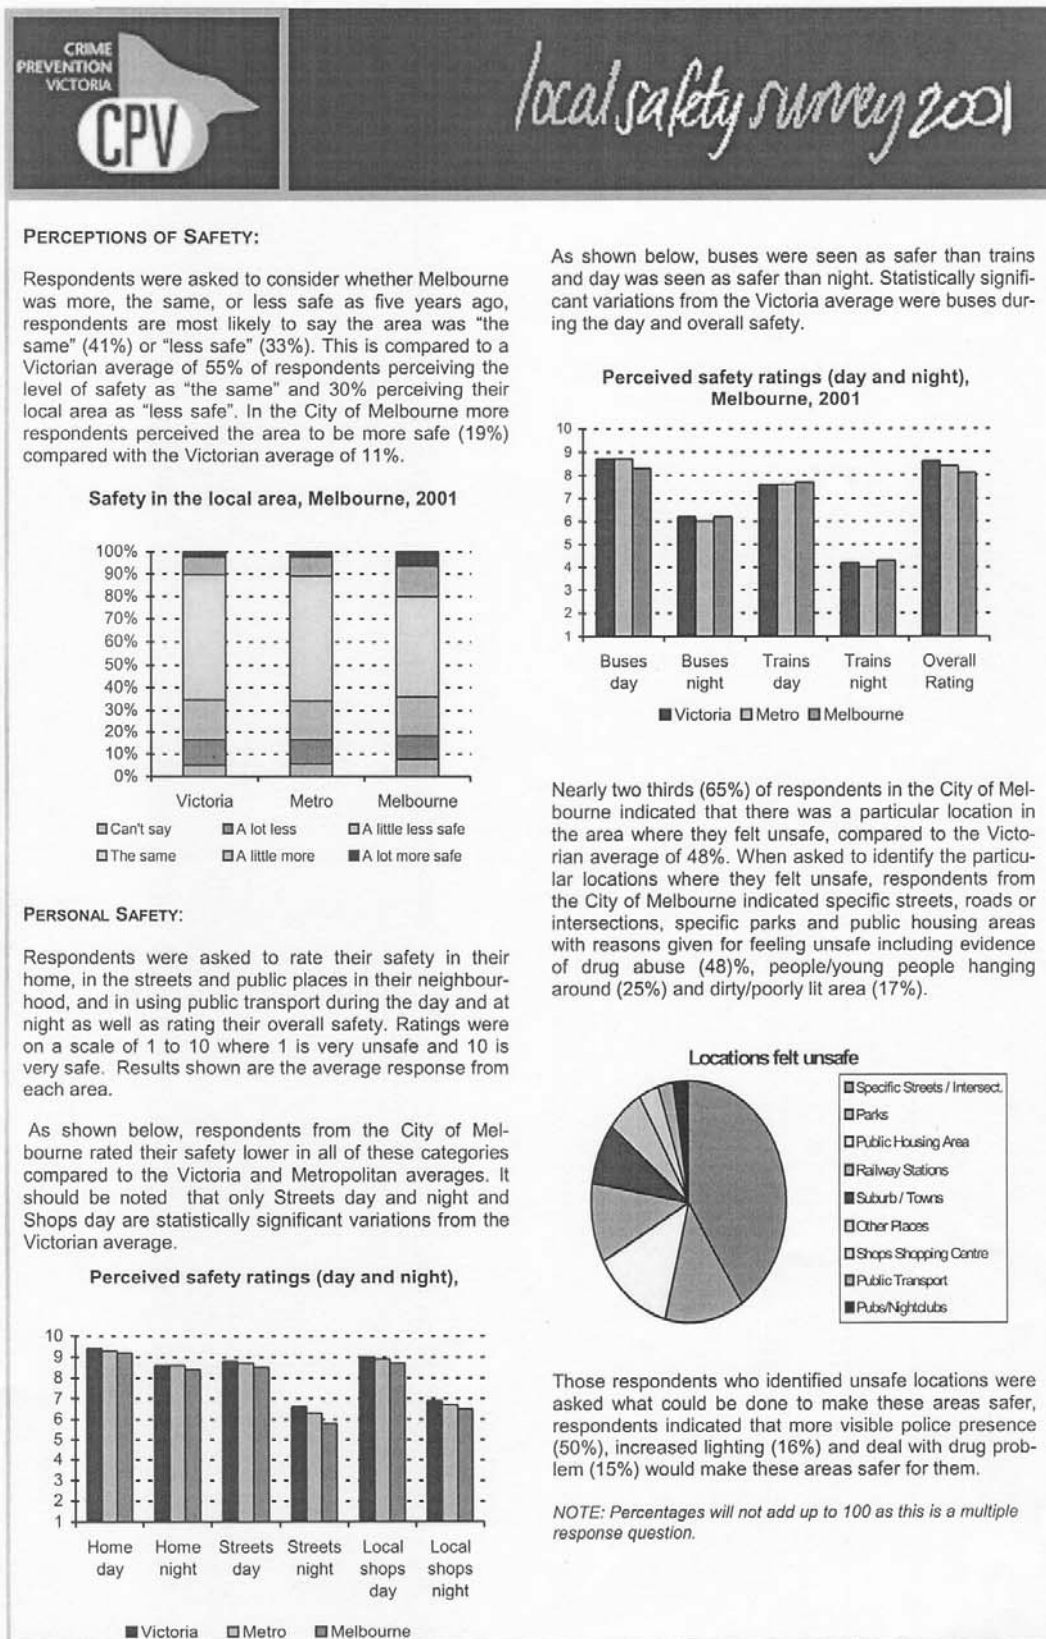 CRIME
PREVENTION
VICTORIA
CPV
local safety survey 2001
PERCEPTIONS OF SAFETY:
Respondents were asked to consider whether Melbourne
was more, the same, or less safe as five years ago,
respondents are most likely to say the area was "the
same" (41%) or "less safe" (33%). This is compared to a
Victorian average of 55% of respondents perceiving the
level of safety as "the same" and 30% perceiving their
local area as "less safe". In the City of Melbourne more
respondents perceived the area to be more safe (19%)
compared with the Victorian average of 11%.
Safety in the local area, Melbourne, 2001
100%
90%
80%
70%
60%
50%
40%
30%
20%
10%
0%
Victoria Metro Melbourne
Can't say A lot less A little less safe
The same A little more A lot more safe
PERSONAL SAFETY:
Respondents were asked to rate their safety in their
home, in the streets and public places in their neighbour-
hood, and in using public transport during the day and at
night as well as rating their overall safety. Ratings were
on a scale of 1 to 10 where 1 is very unsafe and 10 is
very safe. Results shown are the average response from
each area.
As shown below, respondents from the City of Mel-
bourne rated their safety lower in all of these categories
compared to the Victoria and Metropolitan averages. It
should be noted that only Streets day and night and
Shops day are statistically significant variations from the
Victorian average.
Perceived safety ratings (day and night),
10
9
8
7
6
5
4
3
2
1
Home Home Streets Streets Local Local
day night day night shops shops
day night
Victoria Metro Melbourne
As shown below, buses were seen as safer than trains
and day was seen as safer than night. Statistically signifi-
cant variations from the Victoria average were buses dur-
ing the day and overall safety.
Perceived safety ratings (day and night),
Melbourne, 2001
10
9
8
7
6
5
4
3
2
1
Buses Buses Trains Trains Overall
day night day night Rating
Victoria Metro Melbourne
Nearly two thirds (65%) of respondents in the City of Mel-
bourne indicated that there was a particular location in
the area where they felt unsafe, compared to the Victo-
rian average of 48%. When asked to identify the particu-
lar locations where they felt unsafe, respondents from
the City of Melbourne indicated specific streets, roads or
intersections, specific parks and public housing areas
with reasons given for feeling unsafe including evidence
of drug abuse (48)%, people/young people hanging
around (25%) and dirty/poorly lit area (17%).
Locations felt unsafe
Specific Streets / Intersect.
Parks
Public Housing Area
Railway Stations
Suburb / Towns
Other Places
Shops Shopping Centre
Public Transport
Pubs/Nightclubs
Those respondents who identified unsafe locations were
asked what could be done to make these areas safer,
respondents indicated that more visible police presence
(50%), increased lighting (16%) and deal with drug prob-
lem (15%) would make these areas safer for them.
NOTE: Percentages will not add up to 100 as this is a multiple
response question.